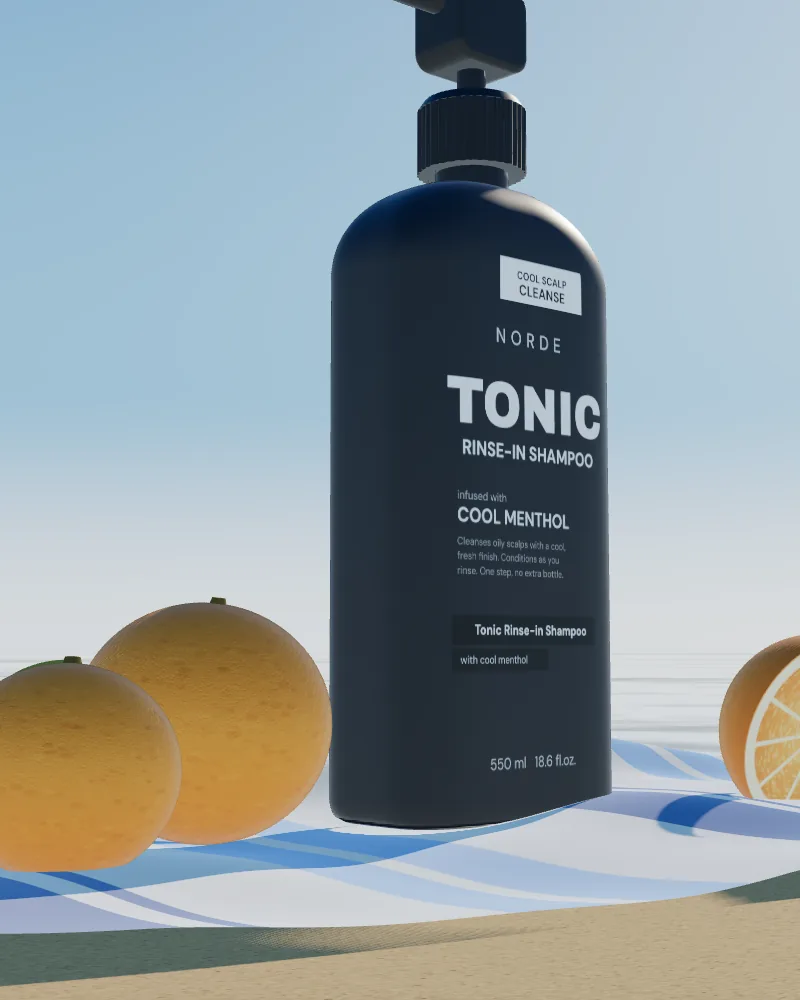 COOL SCALP
CLEANSE
NORDE
TONIC
RINSE-IN SHAMPOO
infused with
COOL MENTHOL
Cleanses oily scalps with a cool,
fresh finish. Conditions as you
rinse. One step, no extra bottle.
Tonic Rinse-in Shampoo
with cool menthol
550 ml 18.6 fl.oz.